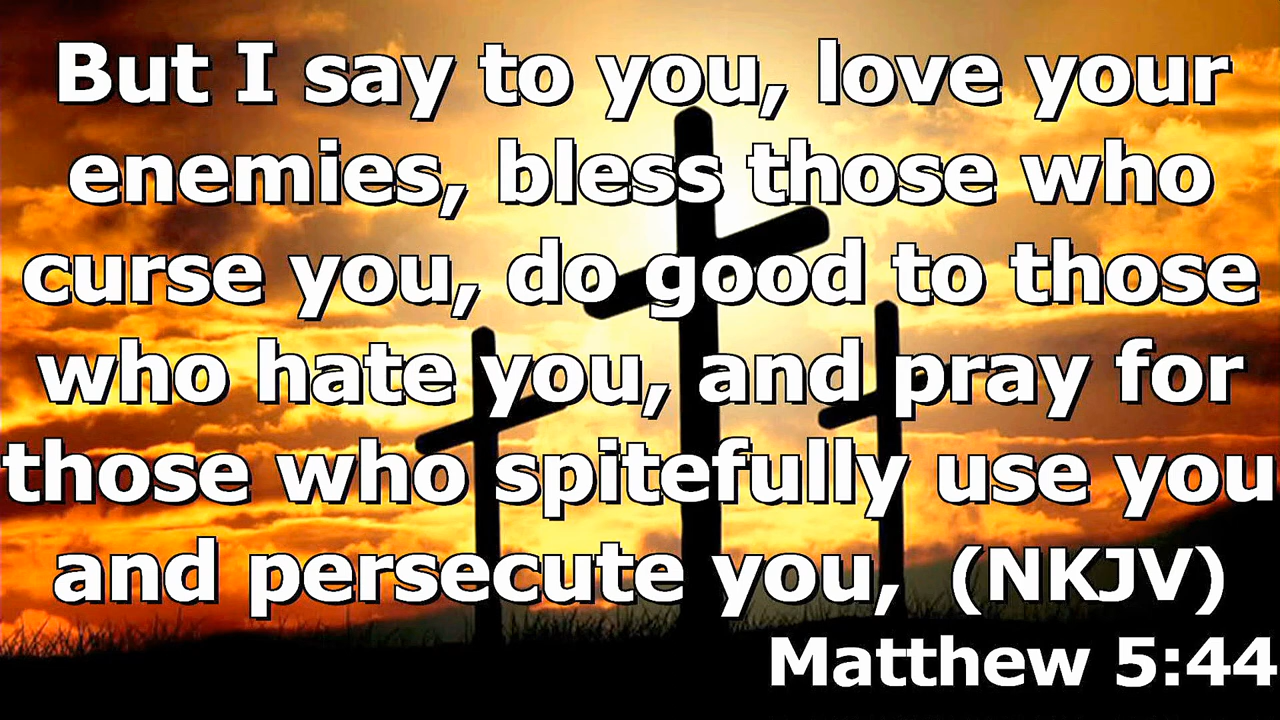 But I say to you, love your
enemies, bless those who
curse you, do good to those
who hate you, and pray for
those who spitefully use you
and persecute you,  (NKJV)
Matthew 5:44